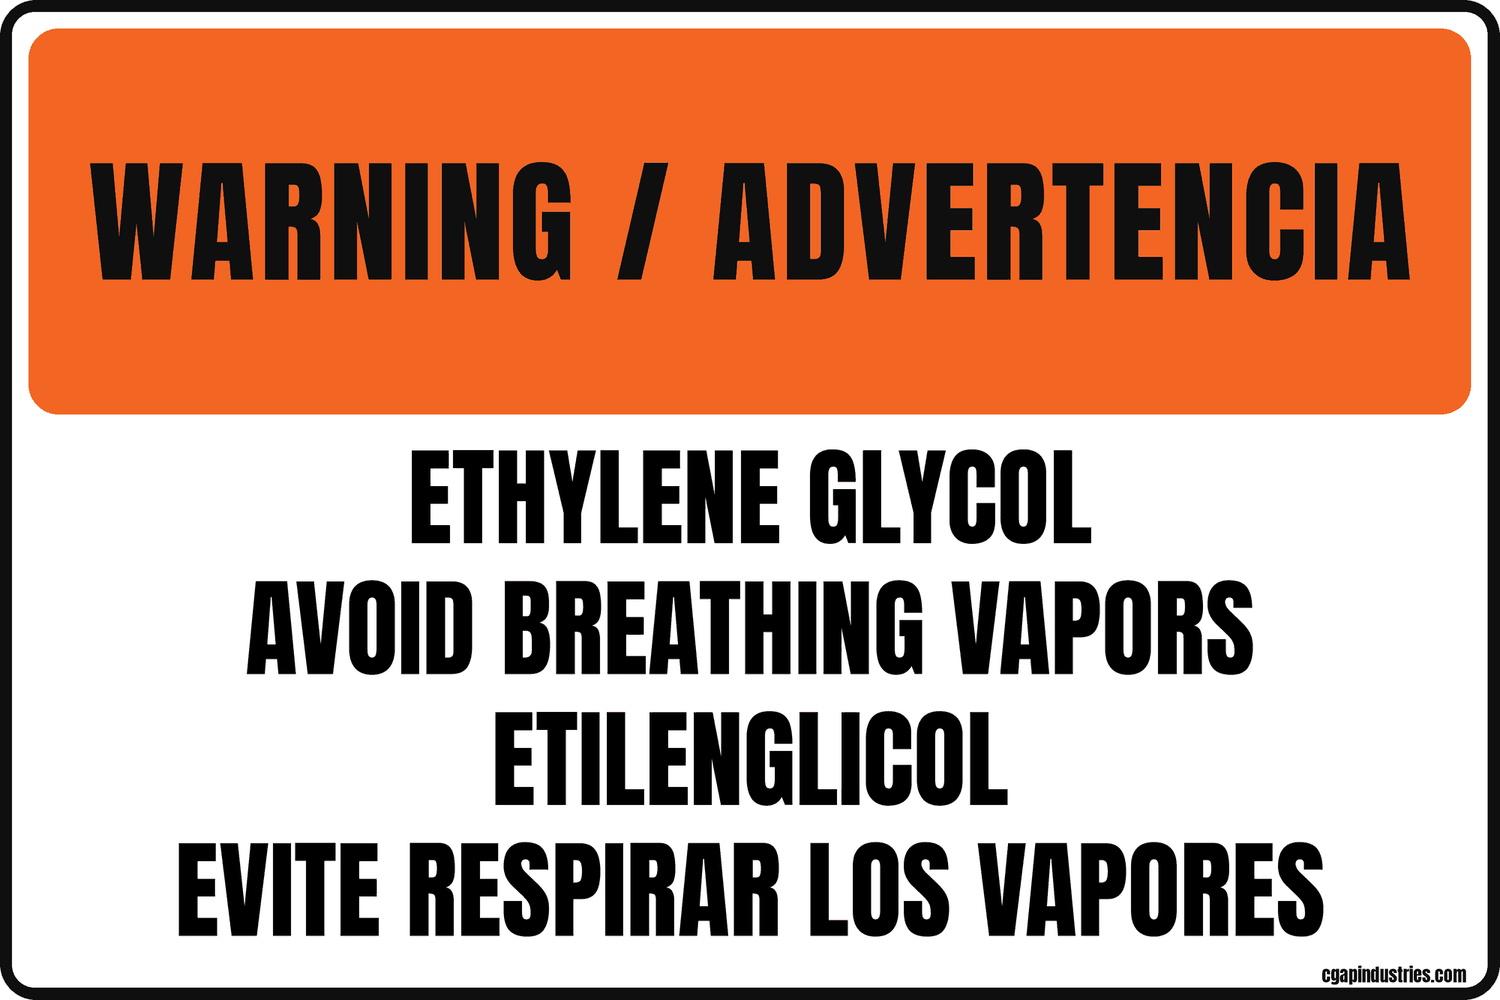 WARNING / ADVERTENCIA
ETHYLENE GLYCOL
AVOID BREATHING VAPORS
ETILENGLICOL
EVITE RESPIRAR LOS VAPORES
cgapindustries.com